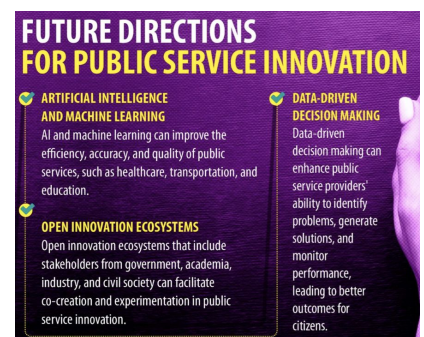 FUTURE DIRECTIONS
FOR PUBLIC SERVICE INNOVATION
ARTIFICIAL INTELLIGENCE
AND MACHINE LEARNING
AI and machine learning can improve the
efficiency, accuracy, and quality of public
services, such as healthcare, transportation, and
education.
OPEN INNOVATION ECOSYSTEMS
Open innovation ecosystems that include
stakeholders from government, academia,
industry, and civil society can facilitate
co-creation and experimentation in public
service innovation.
DATA-DRIVEN
DECISION MAKING
Data-driven
decision making can
enhance public
service providers'
ability to identify
problems, generate
solutions, and
monitor
performance,
leading to better
outcomes for
citizens.